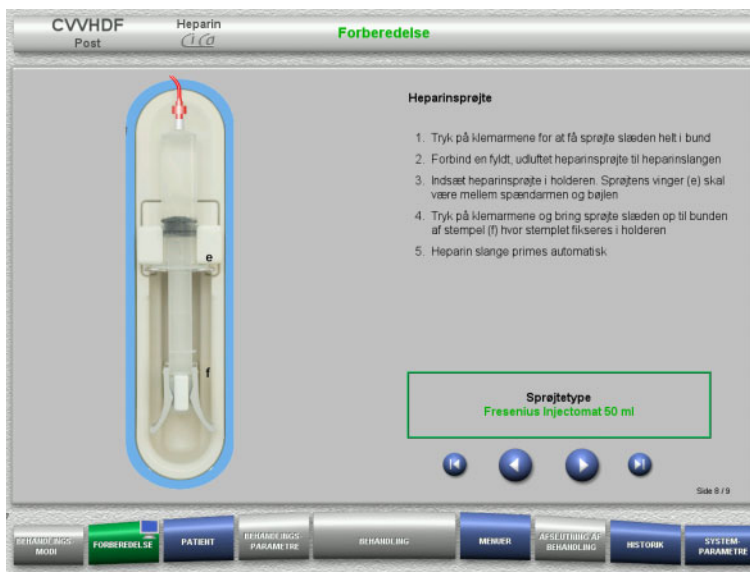 CVVHDF
Post
Heparin
Ci Ca
Forberedelse
Heparinsprøjte
1. Tryk på klemarmene for at få sprøjte slæden helt i bund
2. Forbind en fyldt, udluftet heparinsprøjte til heparinslangen
3. Indsæt heparinsprøjte i holderen. Sprøjtens vinger (e) skal
være mellem spændarmen og bøjlen
4. Tryk på klemarmene og bring sprøjte slæden op til bunden
af stempel (f) hvor stemplet fikseres i holderen
5. Heparin slange primes automatisk
e
f
Sprøjtetype
Fresenius Injectomat 50 ml
Side 8 / 9
BEHANDLINGS-
MODI
FORBEREDELSE
PATIENT
BEHANDLINGS-
PARAMETRE
BEHANDLING
MENUER
AFSLUTNING AF
BEHANDLING
HISTORIK
SYSTEM-
PARAMETRE